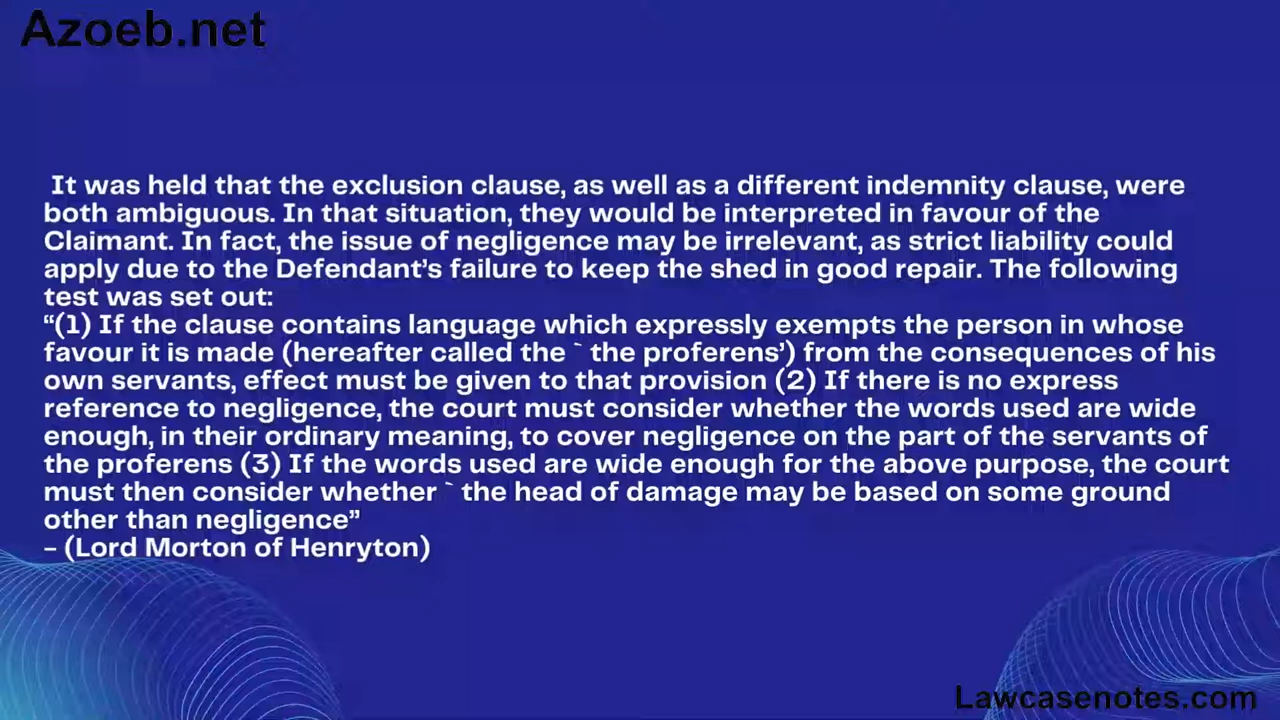 Azoeb.net
It was held that the exclusion clause, as well as a different indemnity clause, were
both ambiguous. In that situation, they would be interpreted in favour of the
Claimant. In fact, the issue of negligence may be irrelevant, as strict liability could
apply due to the Defendant’s failure to keep the shed in good repair. The following
test was set out:
“(1) If the clause contains language which expressly exempts the person in whose
favour it is made (hereafter called the ` the proferens’) from the consequences of his
own servants, effect must be given to that provision (2) If there is no express
reference to negligence, the court must consider whether the words used are wide
enough, in their ordinary meaning, to cover negligence on the part of the servants of
the proferens (3) If the words used are wide enough for the above purpose, the court
must then consider whether ` the head of damage may be based on some ground
other than negligence”
– (Lord Morton of Henryton)
Lawcasenotes.com